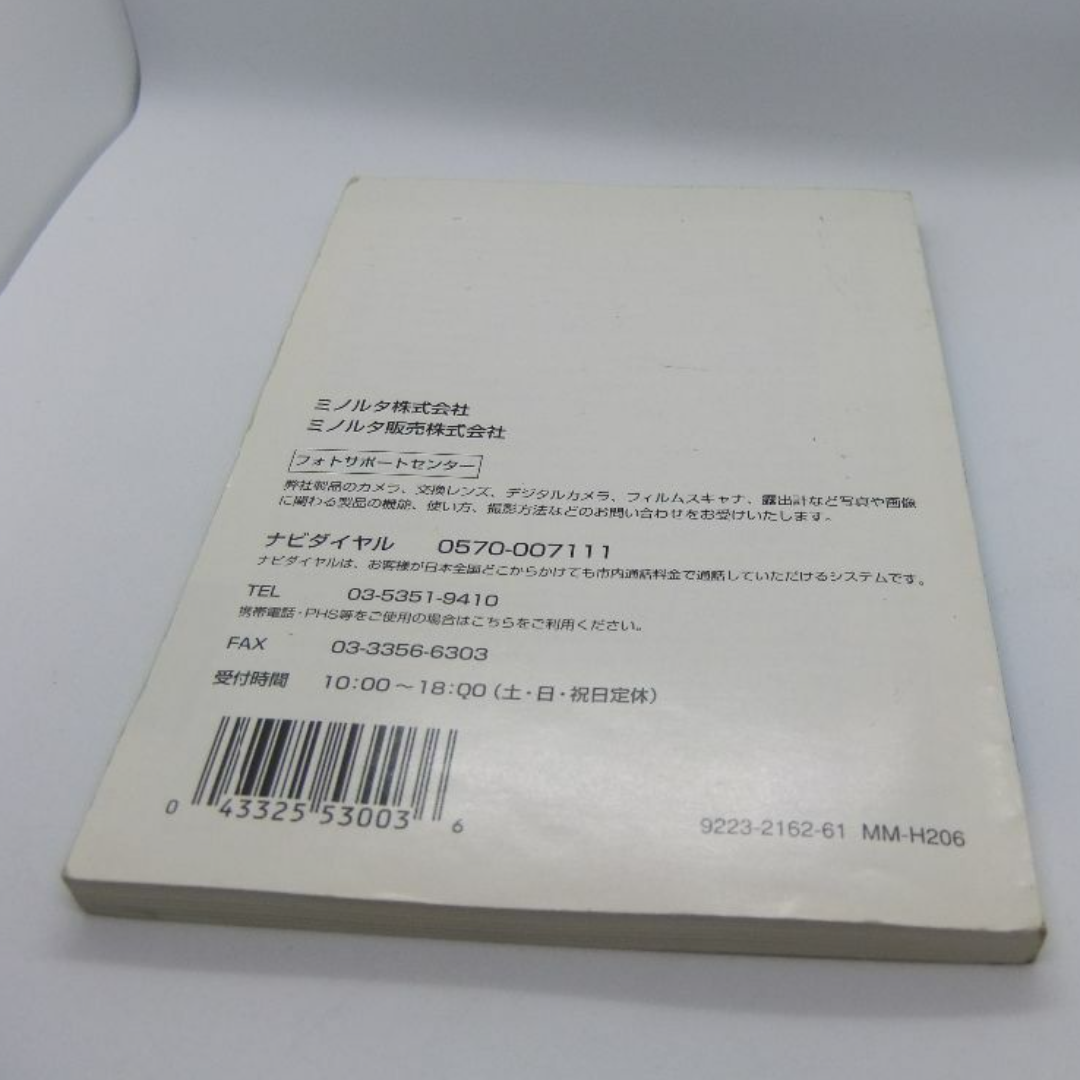 ミノルタ株式会社
ミノルタ販売株式会社
フォトサポートセンター
弊社製品のカメラ、交換レンズ、デジタルカメラ、フィルムスキャナ、露出計など写真や画像
に関わる製品の機能、使い方、撮影方法などのお問い合わせをお受けいたします。
ナビダイヤル 0570-007111
ナビダイヤルは、お客様が日本全国どこからかけても市内通話料金で通話していただけるシステムです。
TEL 03-5351-9410
携帯電話・PHS等をご使用の場合はこちらをご利用ください。
FAX 03-3356-6303
受付時間 10:00～18:00（土・日・祝日定休）
0 43325 53003 6
9223-2162-61 MM-H206